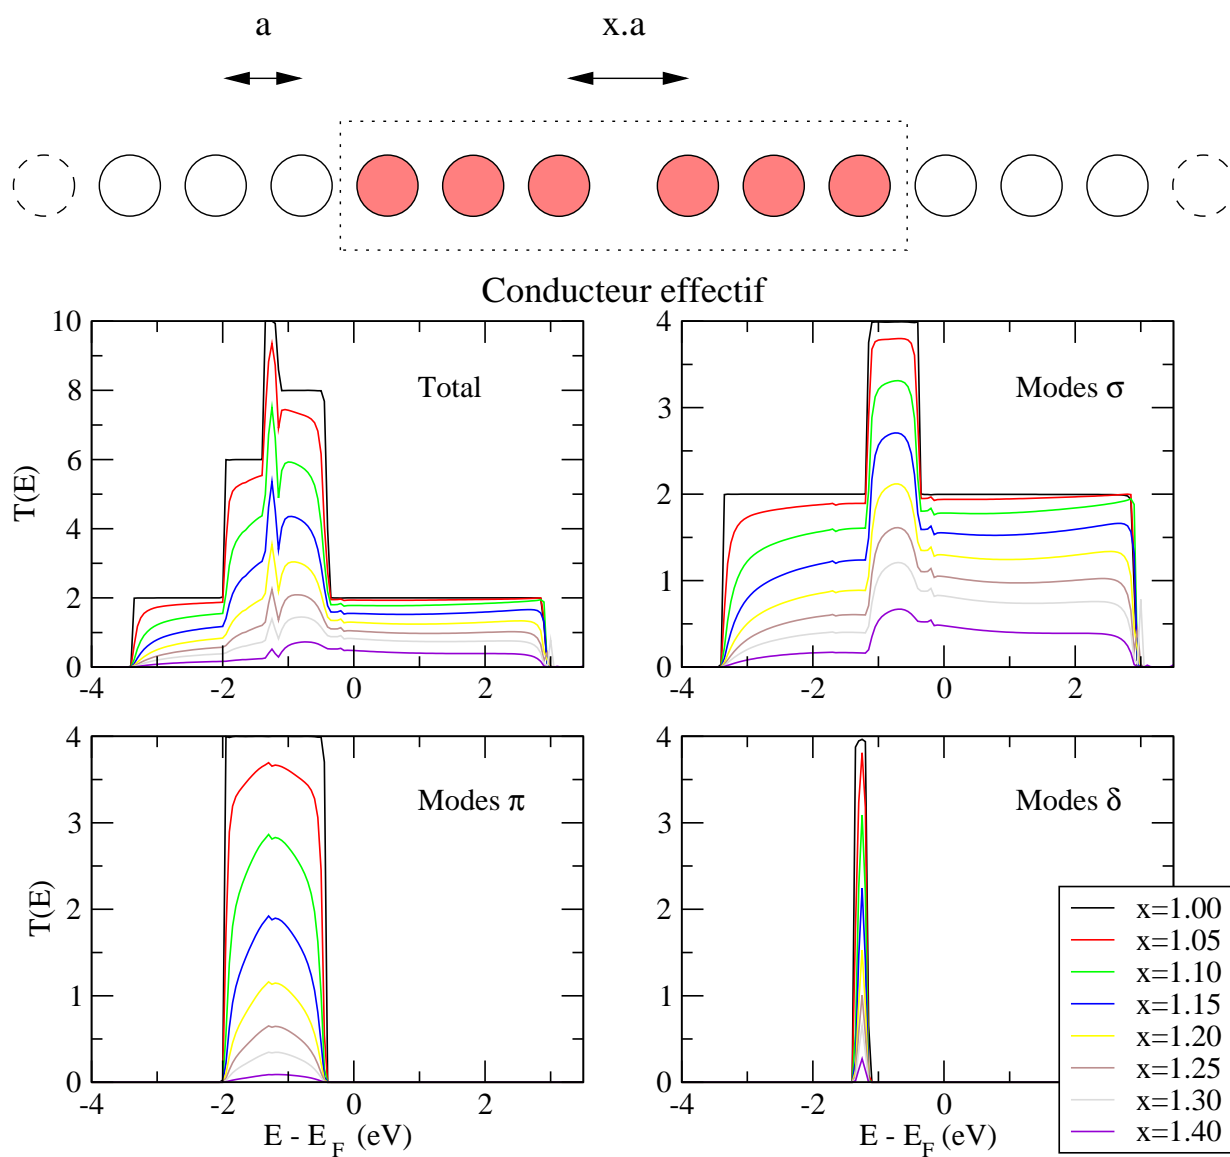 a x.a
Conducteur effectif
10
8
6
4
2
0
T(E)
Total
-4 -2 0 2
4
3
2
1
0
Modes σ
-4 -2 0 2
4
3
2
1
0
T(E)
Modes π
-4 -2 0 2
E - E_F (eV)
4
3
2
1
0
Modes δ
-4 -2 0
E - E_F (eV)
x=1.00
x=1.05
x=1.10
x=1.15
x=1.20
x=1.25
x=1.30
x=1.40